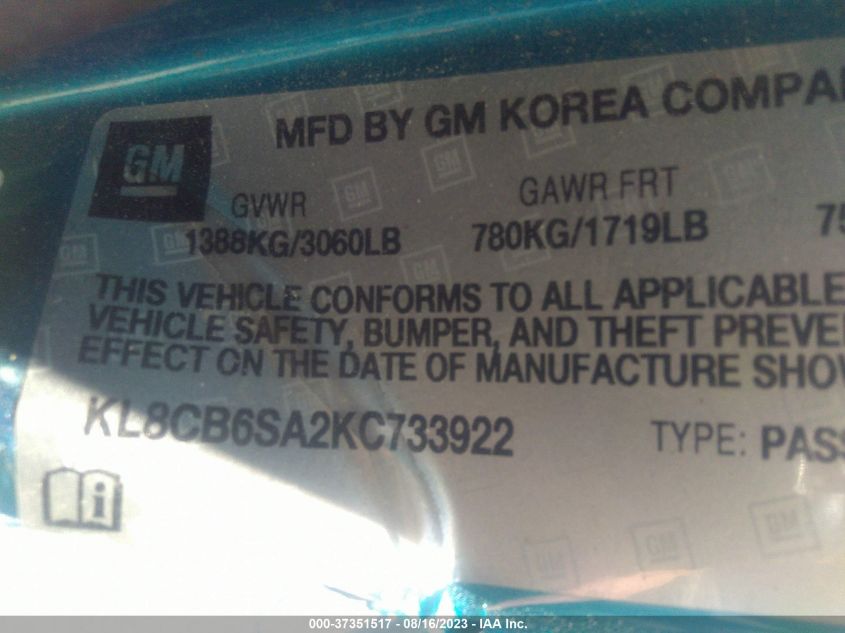 MFD BY GM KOREA COMPA
GM
GVWR GAWR FRT
1388KG/3060LB 780KG/1719LB 75
THIS VEHICLE CONFORMS TO ALL APPLICABLE
VEHICLE SAFETY, BUMPER, AND THEFT PREVE
EFFECT ON THE DATE OF MANUFACTURE SHO
KL8CB6SA2KC733922 TYPE: PASS
000-37351517 - 08/16/2023 - IAA Inc.